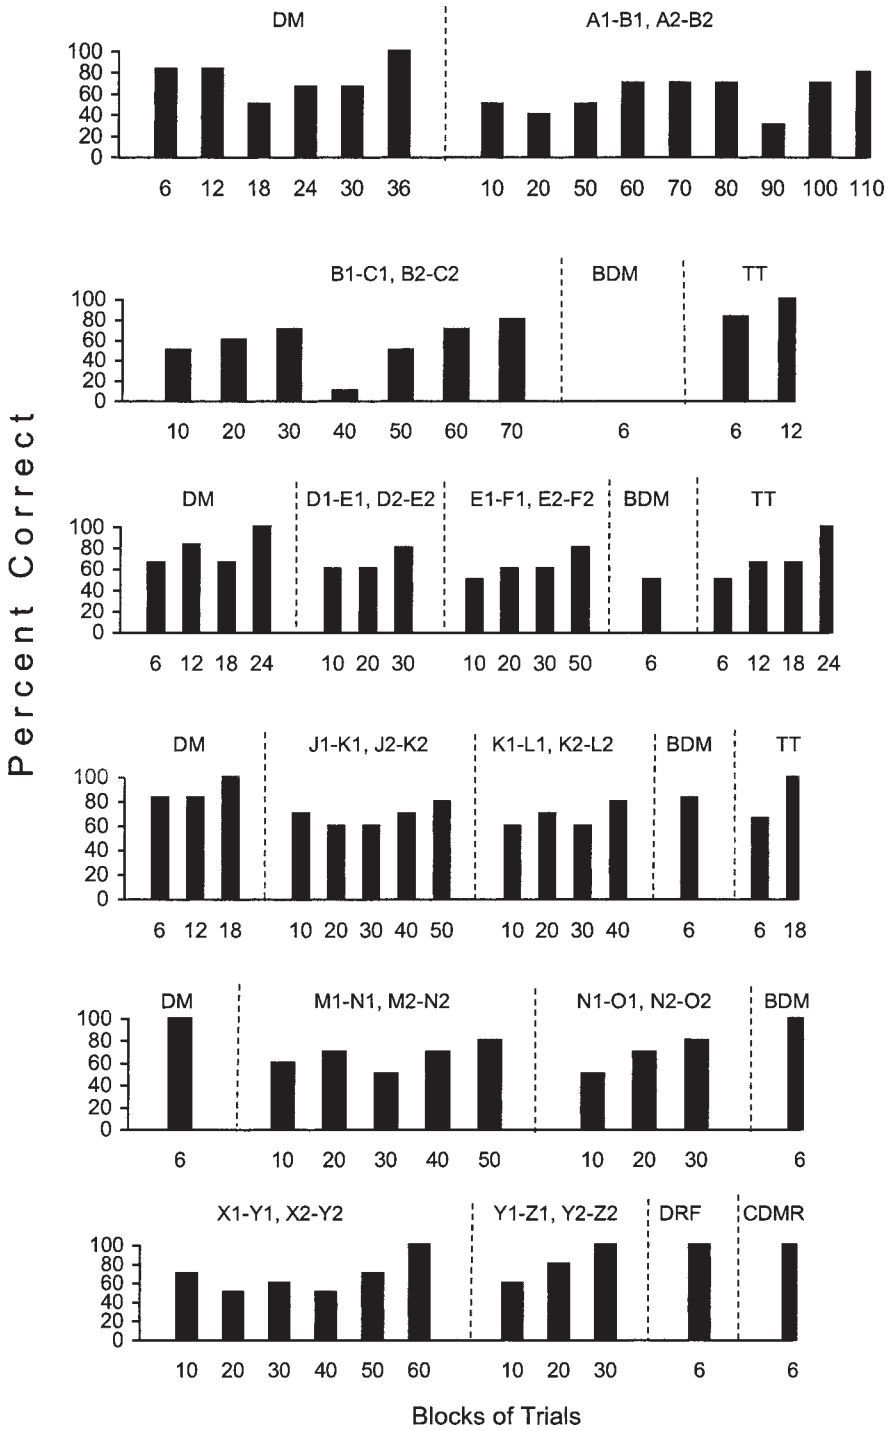 DM A1-B1, A2-B2
100
80
60
40
20
0
6 12 18 24 30 36 10 20 50 60 70 80 90 100 110
B1-C1, B2-C2 BDM TT
100
80
60
40
20
0
10 20 30 40 50 60 70 6 6 12
DM D1-E1, D2-E2 E1-F1, E2-F2 BDM TT
100
80
60
40
20
0
6 12 18 24 10 20 30 10 20 30 50 6 6 12 18 24
DM J1-K1, J2-K2 K1-L1, K2-L2 BDM TT
100
80
60
40
20
0
6 12 18 10 20 30 40 50 10 20 30 40 6 6 18
DM M1-N1, M2-N2 N1-O1, N2-O2 BDM
100
80
60
40
20
0
6 10 20 30 40 50 10 20 30 6
X1-Y1, X2-Y2 Y1-Z1, Y2-Z2 DRF CDMR
100
80
60
40
20
0
10 20 30 40 50 60 10 20 30 6 6
Blocks of Trials
Percent Correct